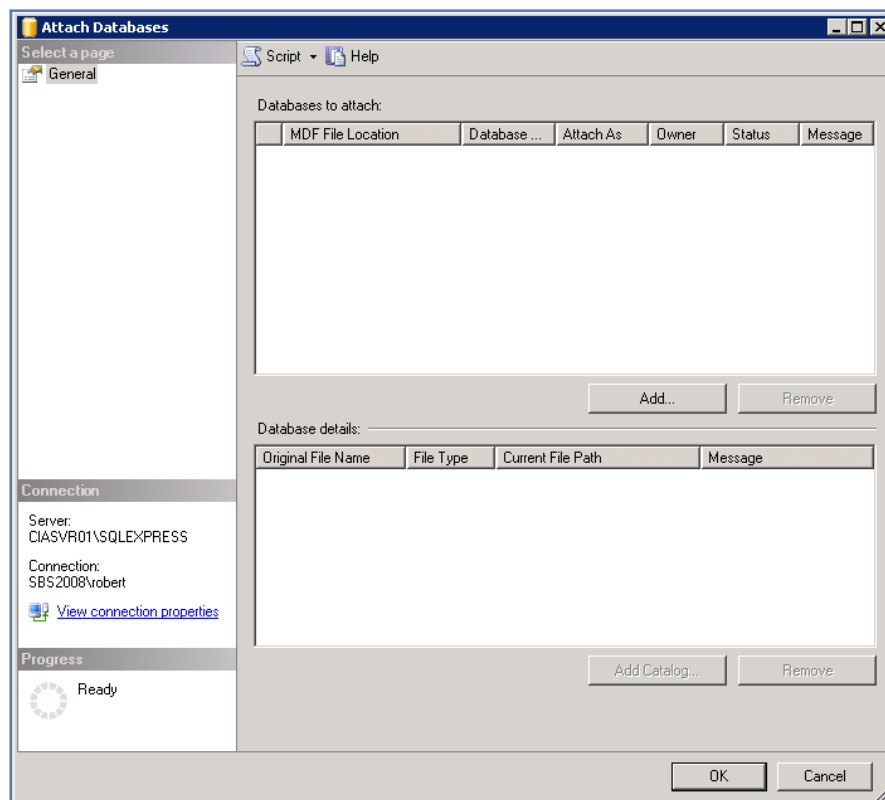 Attach Databases
Select a page
General
Script Help
Databases to attach:
MDF File Location Database ... Attach As Owner Status Message
Add... Remove
Database details:
Original File Name File Type Current File Path Message
Connection
Server:
CIASVR01\SQLEXPRESS
Connection:
SBS2008\robert
View connection properties
Progress
Ready
Add Catalog... Remove
OK Cancel